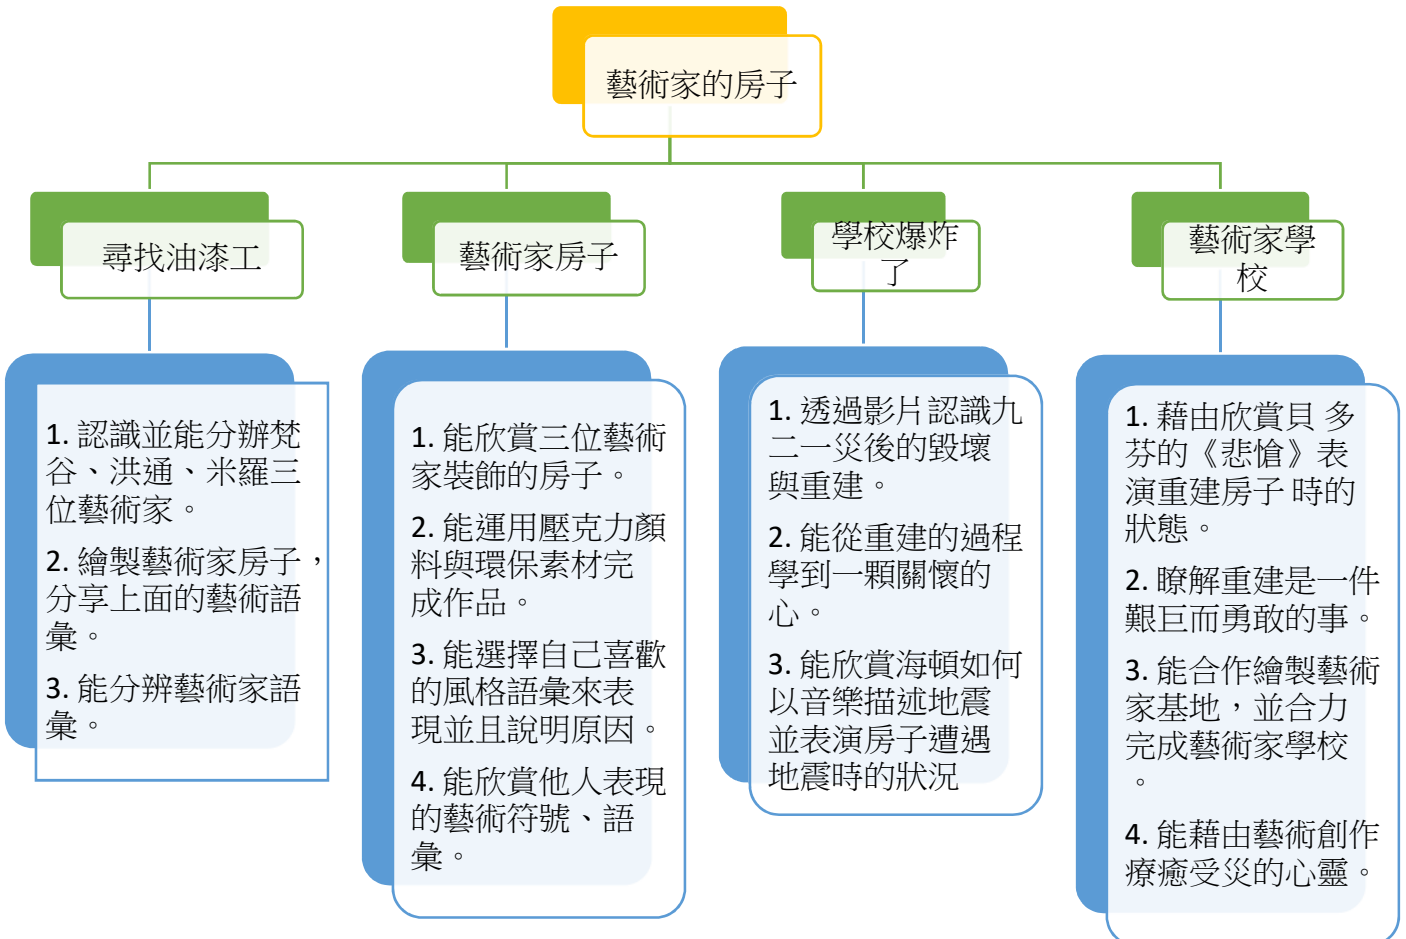 藝術家的房子
尋找油漆工
1. 認識並能分辦梵
谷、洪通、米羅三
位藝術家。
2. 繪製藝術家房子，
分享上面的藝術語
彙。
3. 能分辨藝術家語
彙。
藝術家房子
1. 能欣賞三位藝術
家裝飾的房子。
2. 能運用壓克力顏
料與環保素材完
成作品。
3. 能選擇自己喜歡
的風格語彙來表
現並且說明原因。
4. 能欣賞他人表現
的藝術符號、語
彙。
學校爆炸
了
1. 透過影片認識九
二一災後的毀壞
與重建。
2. 能從重建的過程
學到一顆關懷的
心。
3. 能欣賞海頓如何
以音樂描述地震
並表演房子遭遇
地震時的狀況
藝術家學
校
1. 藉由欣賞貝 多
芬的《悲愴》表
演重建房子 時的
狀態。
2. 瞭解重建是一件
艱巨而勇敢的事。
3. 能合作繪製藝術
家基地，並合力
完成藝術家學校
。
4. 能藉由藝術創作
療癒受災的心靈。